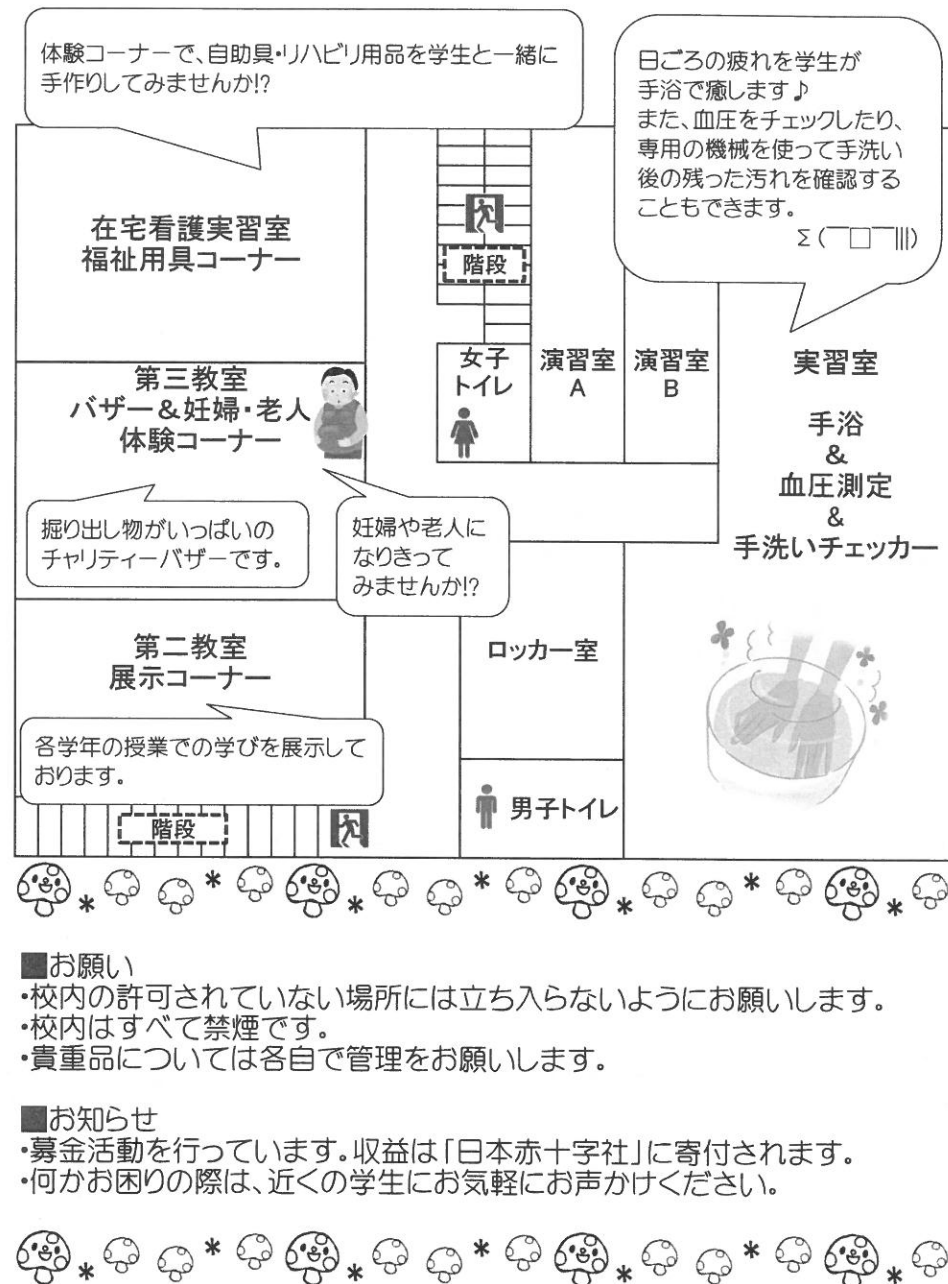 体験コーナーで、自助具・リハビリ用品を学生と一緒に
手作りしてみませんか!?
日ごろの疲れを学生が
手浴で癒します♪
また、血圧をチェックしたり、
専用の機械を使って手洗い
後の残った汚れを確認する
こともできます。
Σ(￣□￣|||)
在宅看護実習室
福祉用具コーナー
階段
女子
トイレ
演習室
A
演習室
B
実習室
手浴
&
血圧測定
&
手洗いチェッカー
第三教室
バザー&妊婦・老人
体験コーナー
掘り出し物がいっぱいの
チャリティーバザーです。
妊婦や老人に
なりきって
みませんか!?
第二教室
展示コーナー
ロッカー室
各学年の授業での学びを展示して
おります。
階段
男子トイレ
■お願い
・校内の許可されていない場所には立ち入らないようにお願いします。
・校内はすべて禁煙です。
・貴重品については各自で管理をお願いします。
■お知らせ
・募金活動を行っています。収益は「日本赤十字社」に寄付されます。
・何かお困りの際は、近くの学生にお気軽にお声かけください。